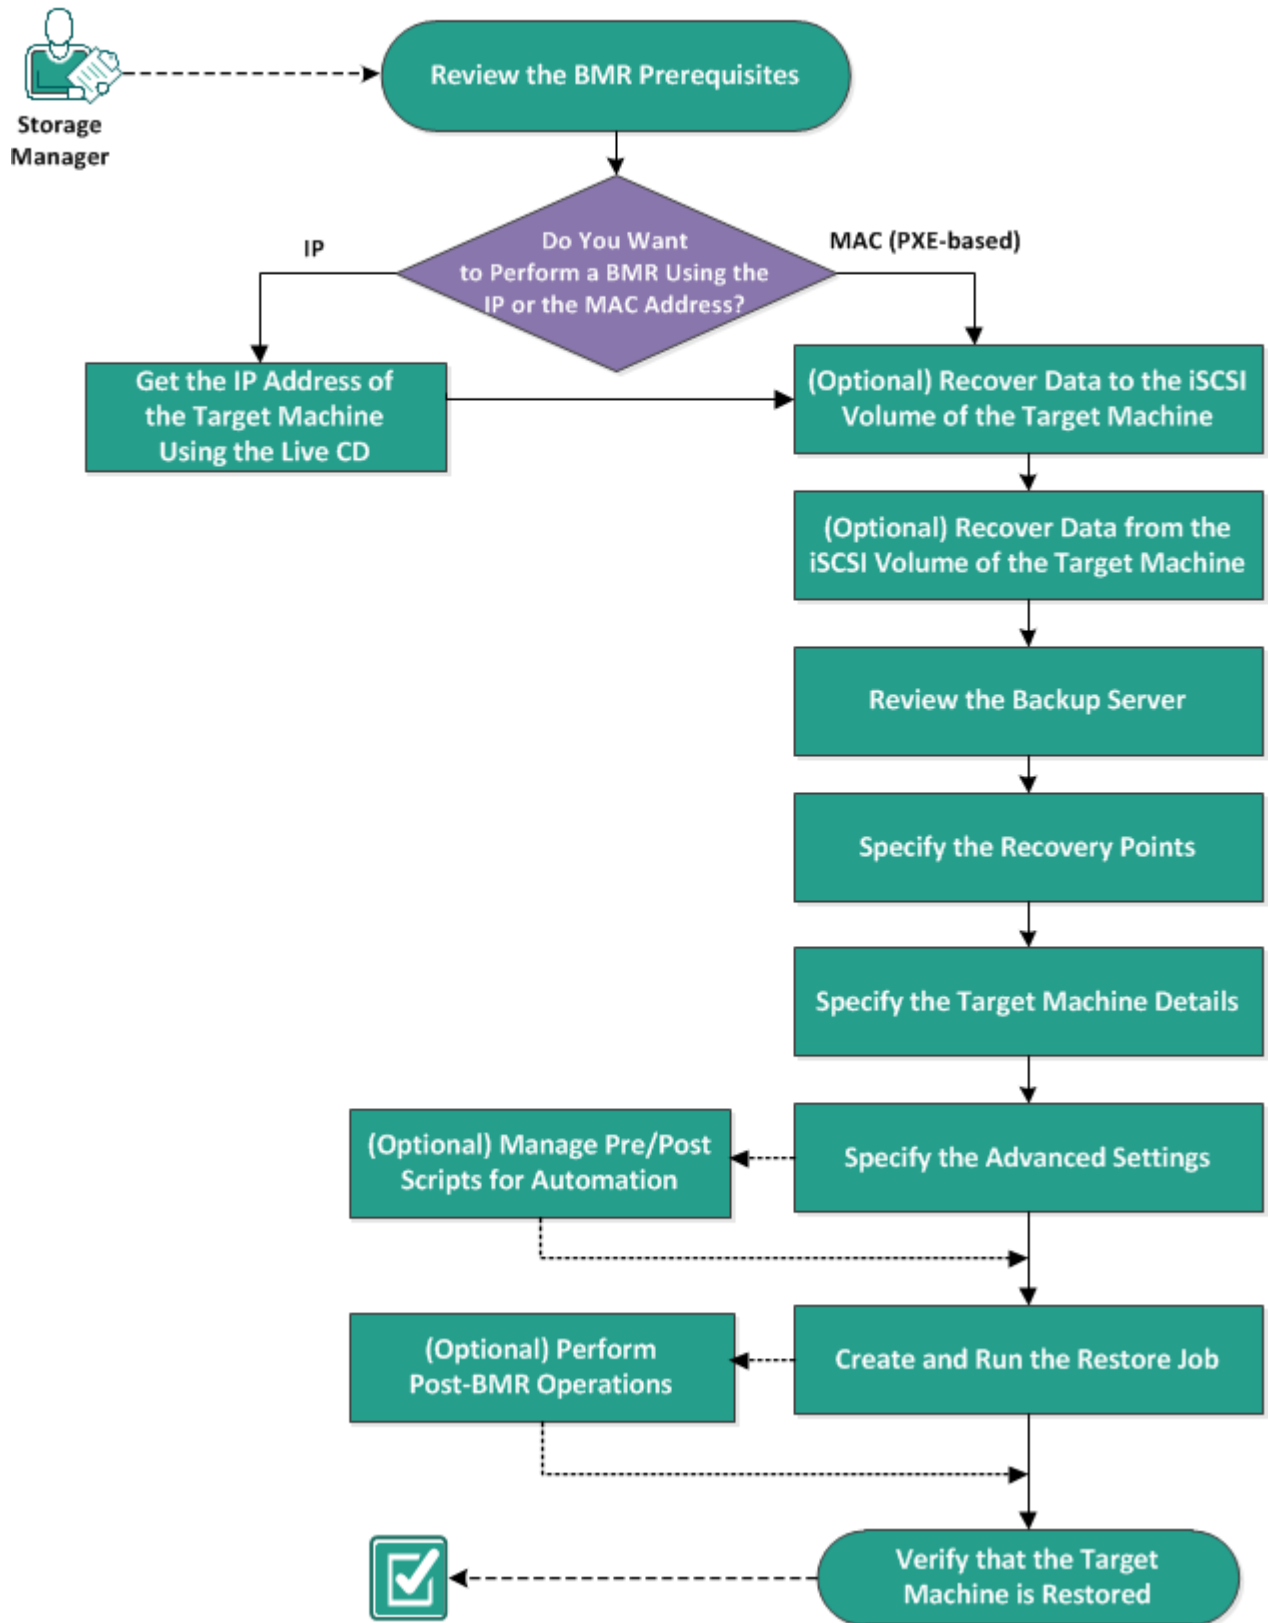 Storage
Manager
Review the BMR Prerequisites
IP
Do You Want
to Perform a BMR Using the
IP or the MAC Address?
MAC (PXE-based)
Get the IP Address of
the Target Machine
Using the Live CD
(Optional) Recover Data to the iSCSI
Volume of the Target Machine
(Optional) Recover Data from the
iSCSI Volume of the Target Machine
Review the Backup Server
Specify the Recovery Points
Specify the Target Machine Details
(Optional) Manage Pre/Post
Scripts for Automation
Specify the Advanced Settings
(Optional) Perform
Post-BMR Operations
Create and Run the Restore Job
Verify that the Target
Machine is Restored